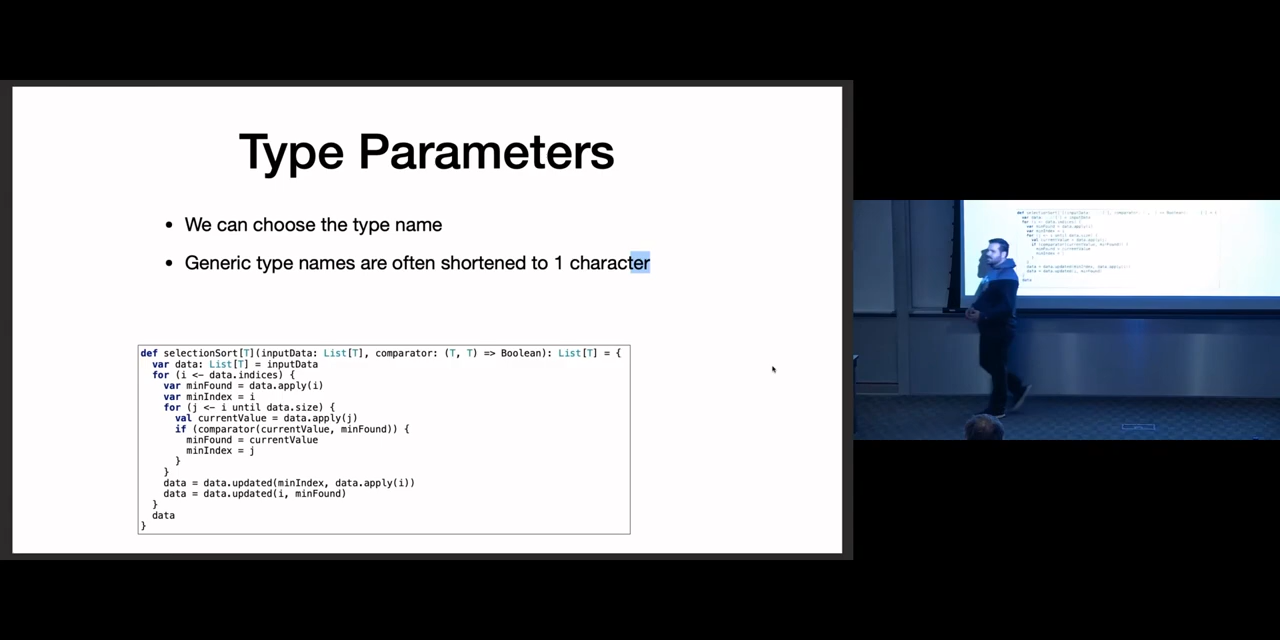 Type Parameters
• We can choose the type name
• Generic type names are often shortened to 1 character
def selectionSort[T](inputData: List[T], comparator: (T, T) => Boolean): List[T] = {
  var data: List[T] = inputData
  for (i <- data.indices) {
    var minFound = data.apply(i)
    var minIndex = i
    for (j <- i until data.size) {
      val currentValue = data.apply(j)
      if (comparator(currentValue, minFound)) {
        minFound = currentValue
        minIndex = j
      }
    }
    data = data.updated(minIndex, data.apply(i))
    data = data.updated(i, minFound)
  }
  data
}